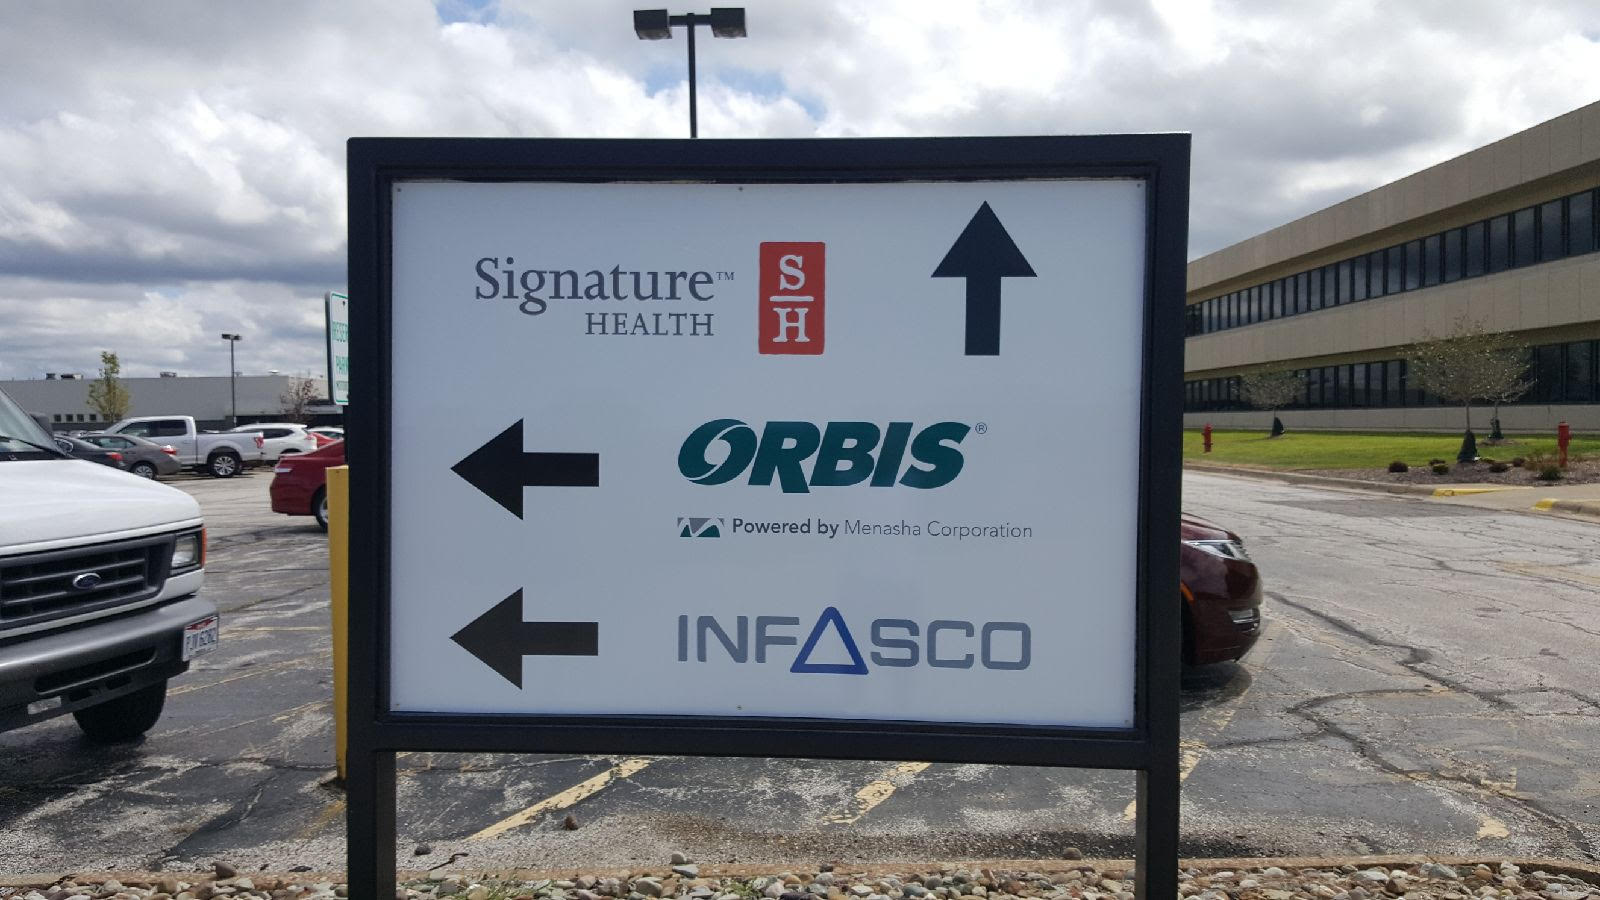 Signature™
HEALTH
S
H
ORBIS®
Powered by Menasha Corporation
INFASCO